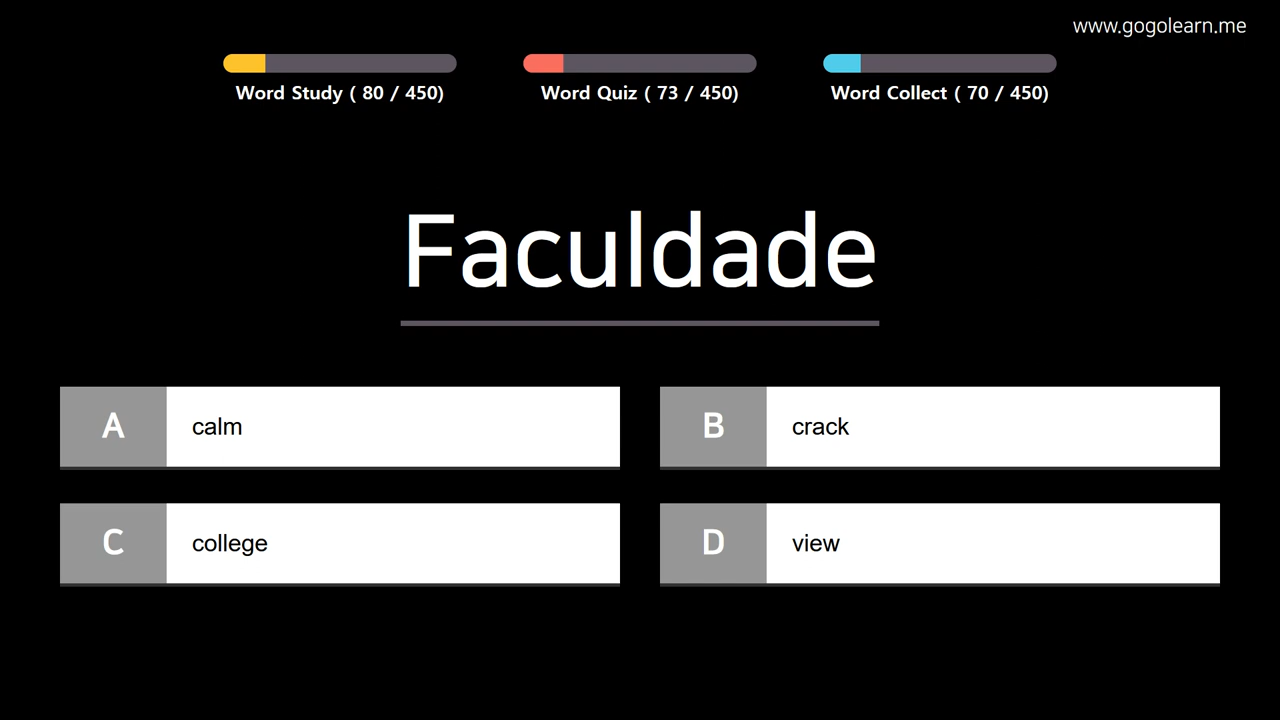 www.gogolearn.me
Word Study ( 80 / 450)
Word Quiz ( 73 / 450)
Word Collect ( 70 / 450)
Faculdade
A calm
B crack
C college
D view